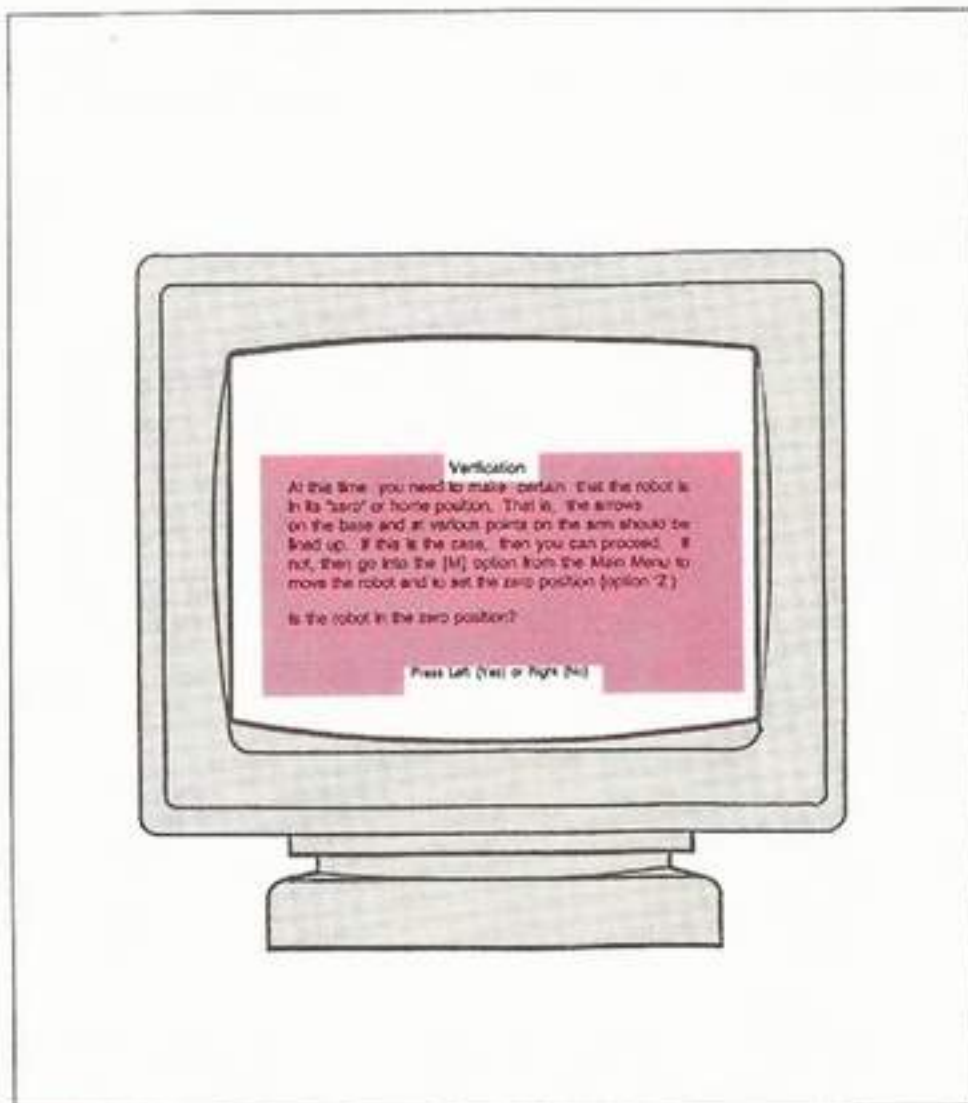 Verification
At this time you need to make certain that the robot is
in its "zero" or home position. That is, the arrows
on the base and at various points on the arm should be
lined up. If this is the case, then you can proceed. If
not, then go into the [M] option from the Main Menu to
move the robot and to set the zero position (option 'Z')
Is the robot in the zero position?
Press Left (Yes) or Right (No)